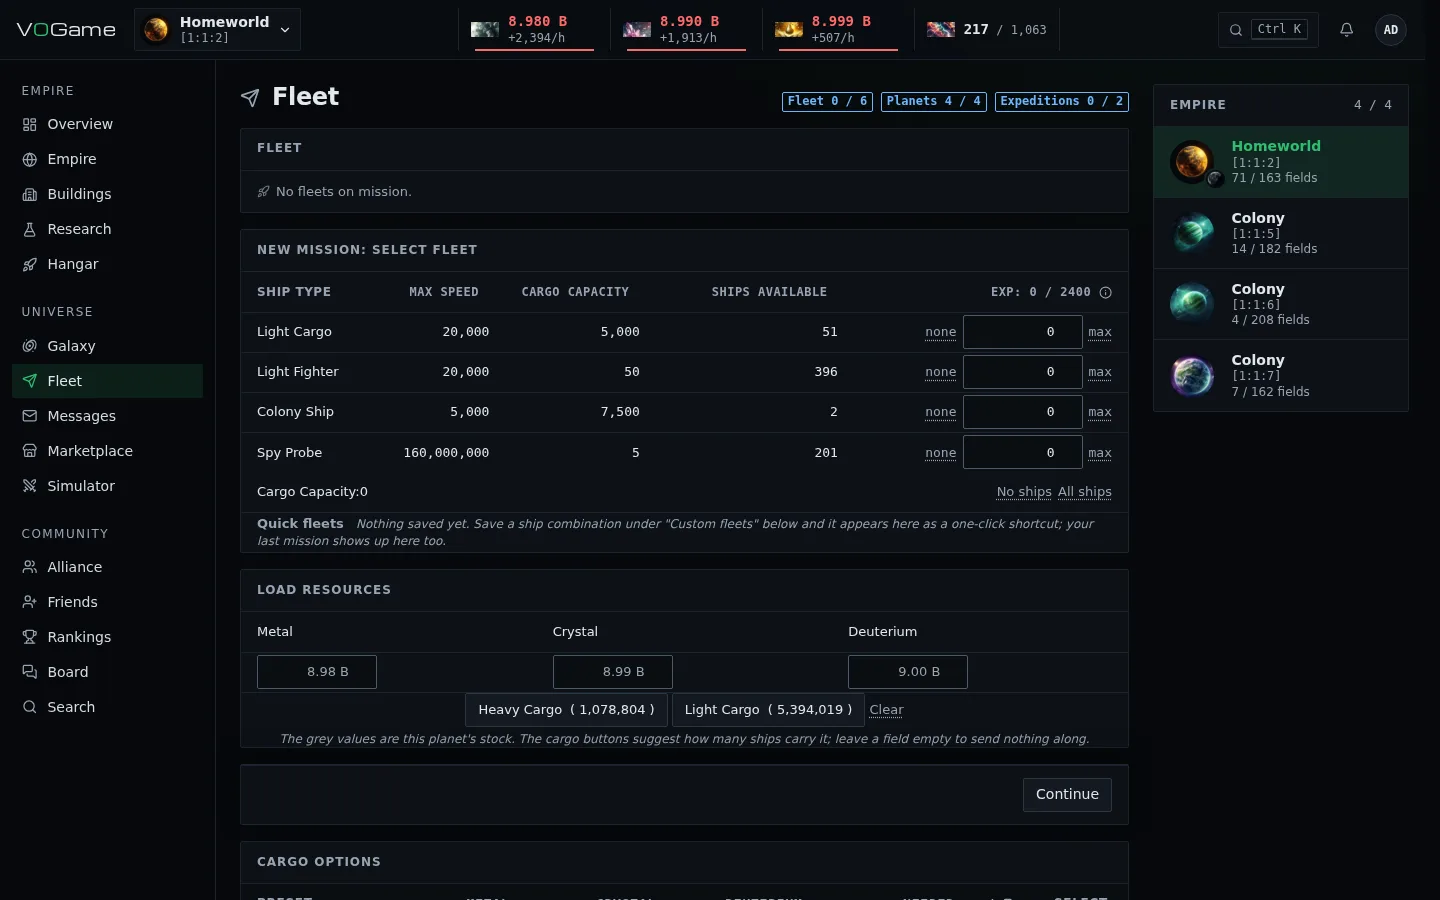 VOGame
Homeworld
[1:1:2]
8.980 B
+2,394/h
8.990 B
+1,913/h
8.999 B
+507/h
217 / 1,063
Ctrl K
AD
EMPIRE
Overview
Empire
Buildings
Research
Hangar
UNIVERSE
Galaxy
Fleet
Messages
Marketplace
Simulator
COMMUNITY
Alliance
Friends
Rankings
Board
Search
Fleet
Fleet 0 / 6
Planets 4 / 4
Expeditions 0 / 2
FLEET
No fleets on mission.
NEW MISSION: SELECT FLEET
SHIP TYPE MAX SPEED CARGO CAPACITY SHIPS AVAILABLE EXP: 0 / 2400
Light Cargo 20,000 5,000 51 none 0 max
Light Fighter 20,000 50 396 none 0 max
Colony Ship 5,000 7,500 2 none 0 max
Spy Probe 160,000,000 5 201 none 0 max
Cargo Capacity:0 No ships All ships
Quick fleets Nothing saved yet. Save a ship combination under "Custom fleets" below and it appears here as a one-click shortcut; your
last mission shows up here too.
LOAD RESOURCES
Metal Crystal Deuterium
8.98 B 8.99 B 9.00 B
Heavy Cargo ( 1,078,804 ) Light Cargo ( 5,394,019 ) Clear
The grey values are this planet's stock. The cargo buttons suggest how many ships carry it; leave a field empty to send nothing along.
Continue
CARGO OPTIONS
EMPIRE 4 / 4
Homeworld
[1:1:2]
71 / 163 fields
Colony
[1:1:5]
14 / 182 fields
Colony
[1:1:6]
4 / 208 fields
Colony
[1:1:7]
7 / 162 fields